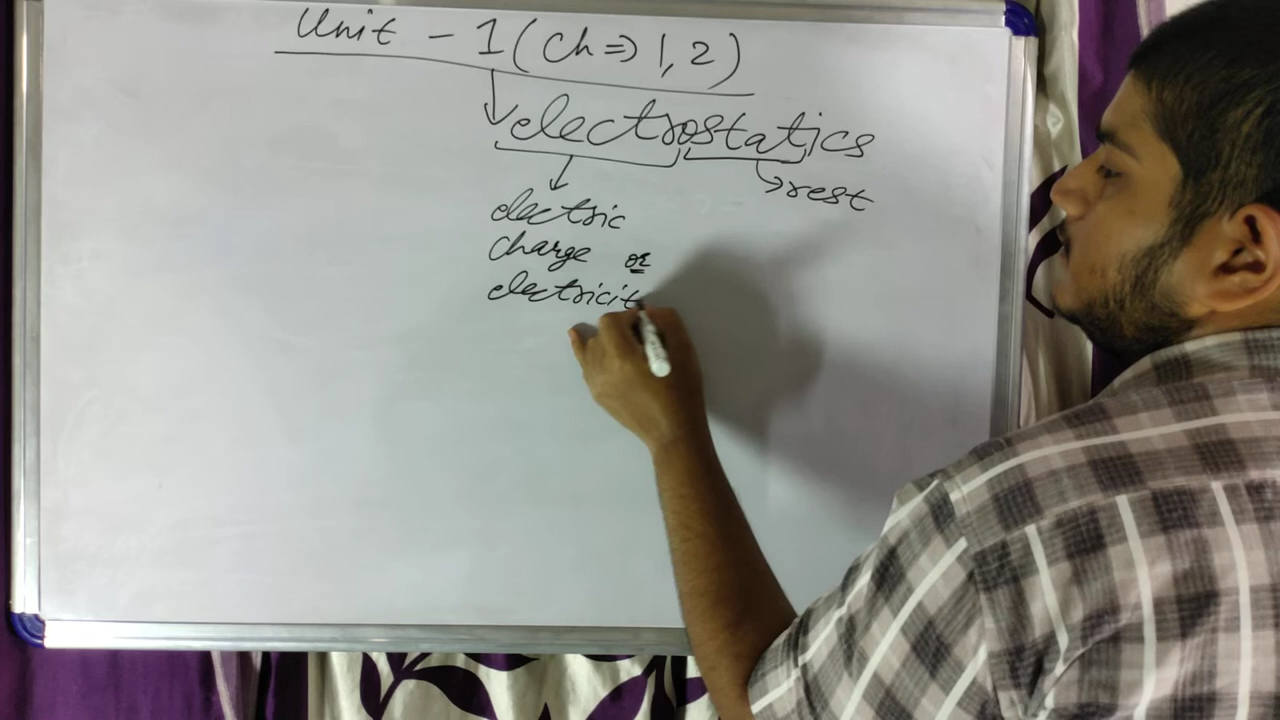 Unit - 1 (Ch => 1, 2)
electrostatics
rest
electric
charge or
electricit